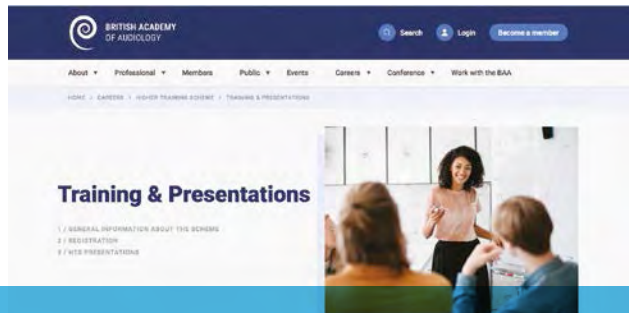 BRITISH ACADEMY
OF AUDIOLOGY
Search
Login
Become a member
About
Professional
Members
Public
Events
Careers
Conference
Work with the BAA
HOME / CAREERS / HIGHER TRAINING SCHEME / TRAINING & PRESENTATIONS
Training & Presentations
1 / GENERAL INFORMATION ABOUT THE SCHEME
2 / REGISTRATION
3 / HTS PRESENTATIONS